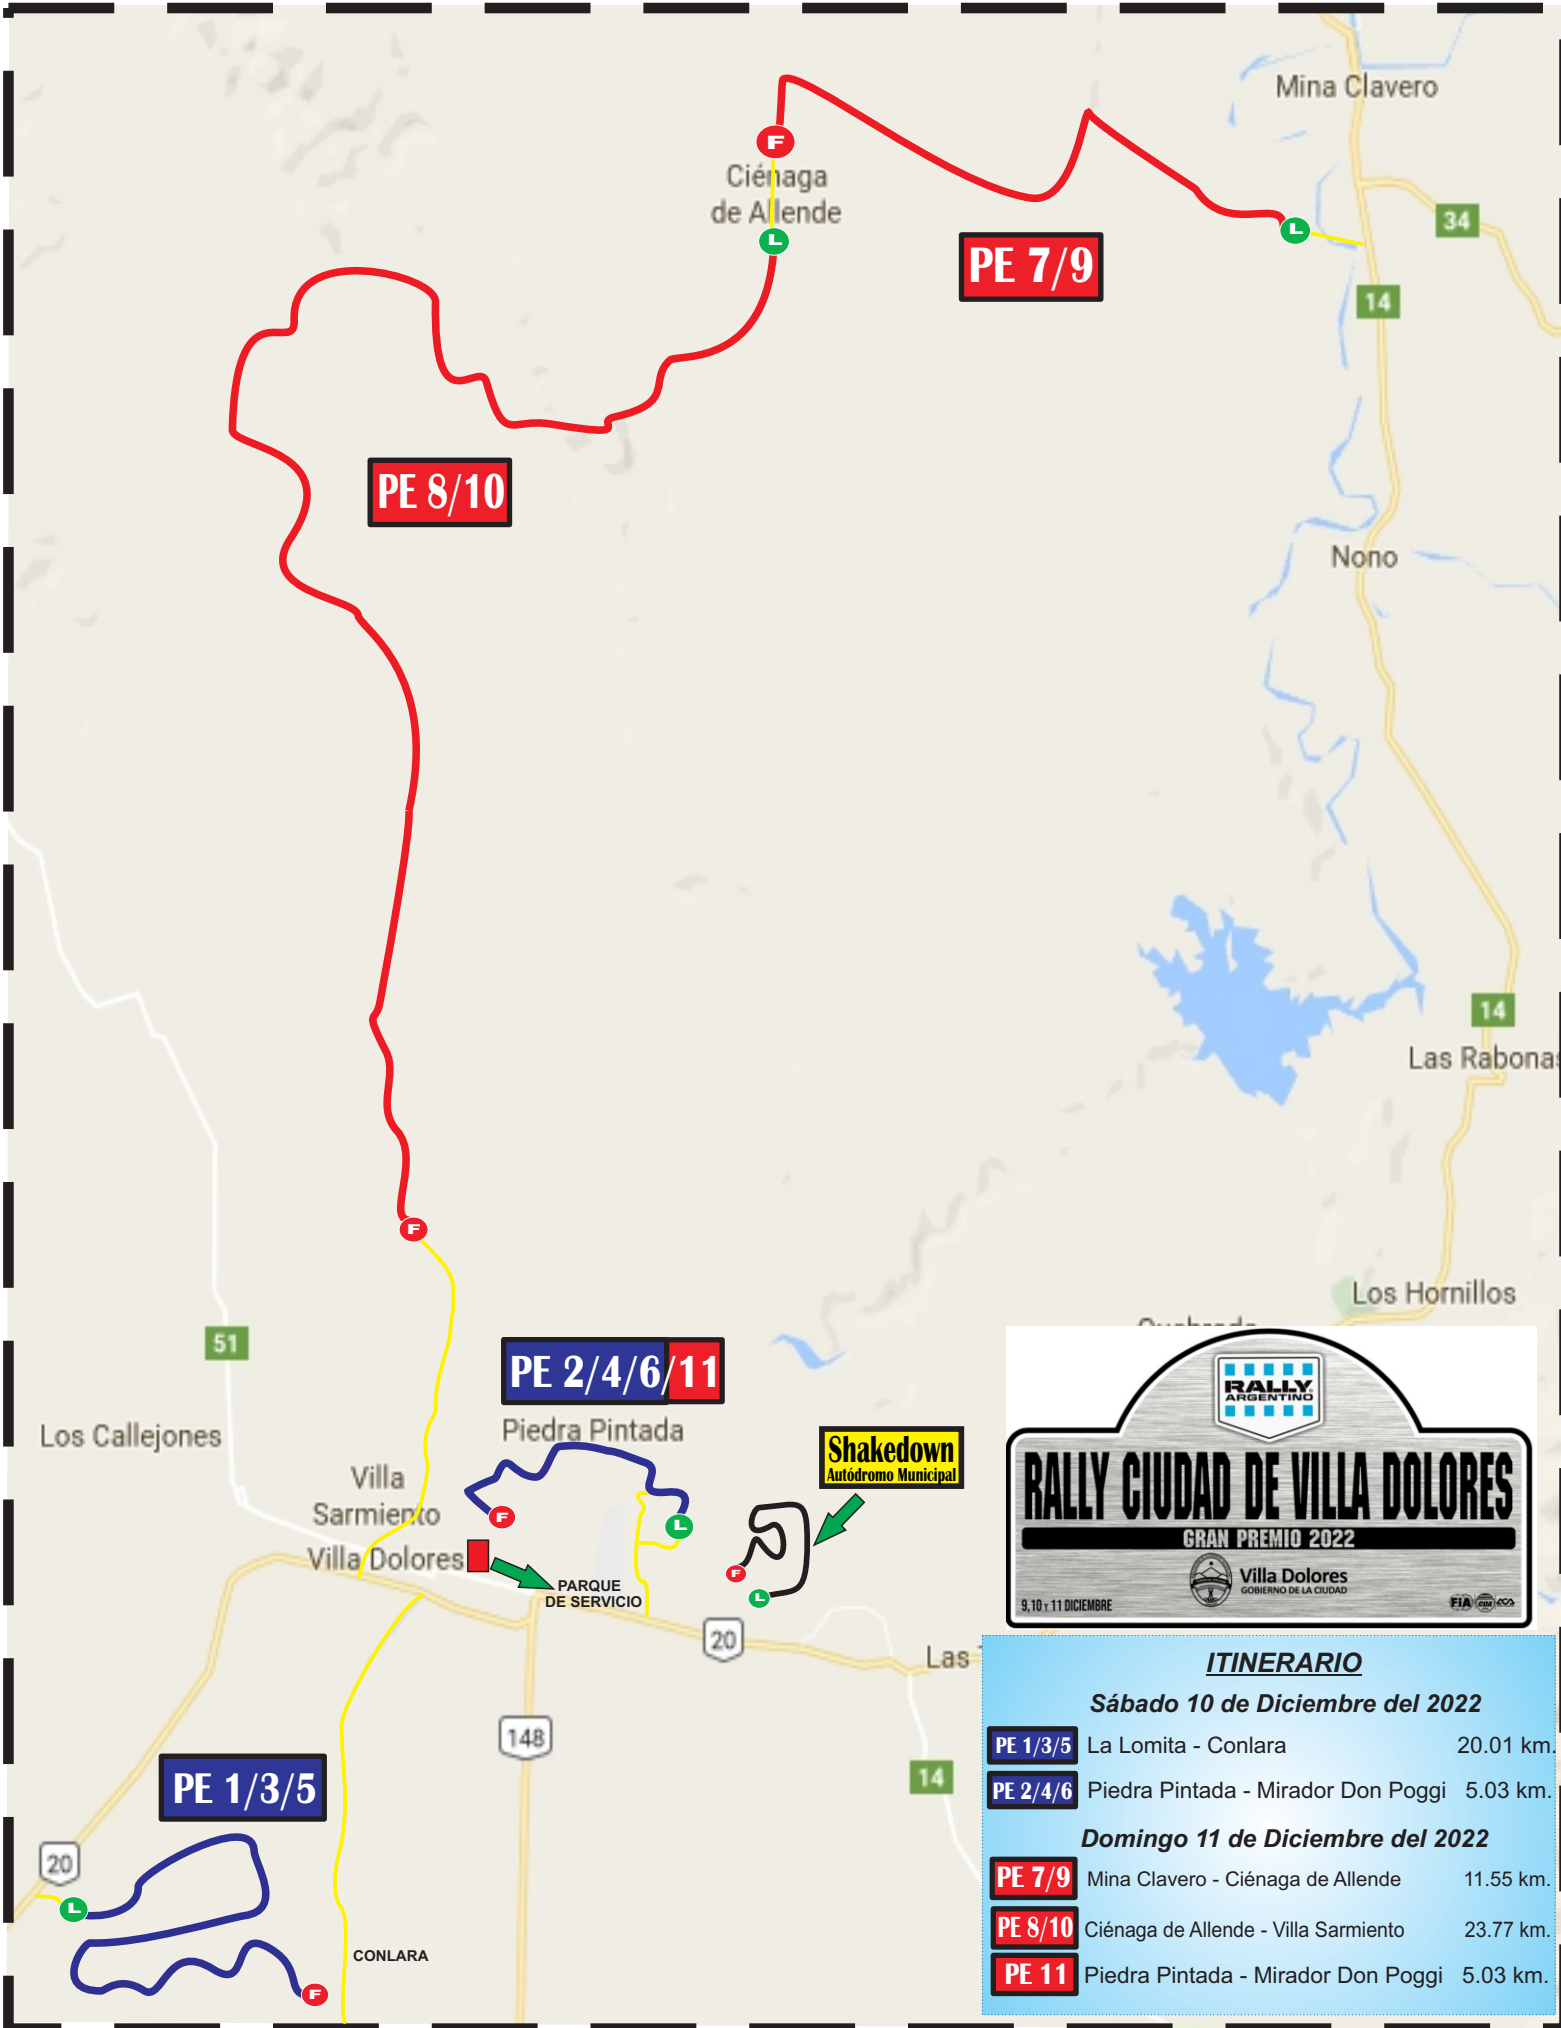 Mina Clavero
F
Ciénaga
de Allende
L
PE 7/9
L
34
14
PE 8/10
Nono
14
Las Rabonas
F
Los Hornillos
51
PE 2/4/6/11
Piedra Pintada
Los Callejones
Villa
Sarmiento
Villa Dolores
F
L
PARQUE
DE SERVICIO
Shakedown
Autódromo Municipal
F
L
20
Las
148
14
PE 1/3/5
20
L
F
CONLARA
RALLY
ARGENTINO
RALLY CIUDAD DE VILLA DOLORES
GRAN PREMIO 2022
Villa Dolores
GOBIERNO DE LA CIUDAD
9, 10 Y 11 DICIEMBRE
FIA
CDA
ITINERARIO
Sábado 10 de Diciembre del 2022
PE 1/3/5 La Lomita - Conlara 20.01 km.
PE 2/4/6 Piedra Pintada - Mirador Don Poggi 5.03 km.
Domingo 11 de Diciembre del 2022
PE 7/9 Mina Clavero - Ciénaga de Allende 11.55 km.
PE 8/10 Ciénaga de Allende - Villa Sarmiento 23.77 km.
PE 11 Piedra Pintada - Mirador Don Poggi 5.03 km.